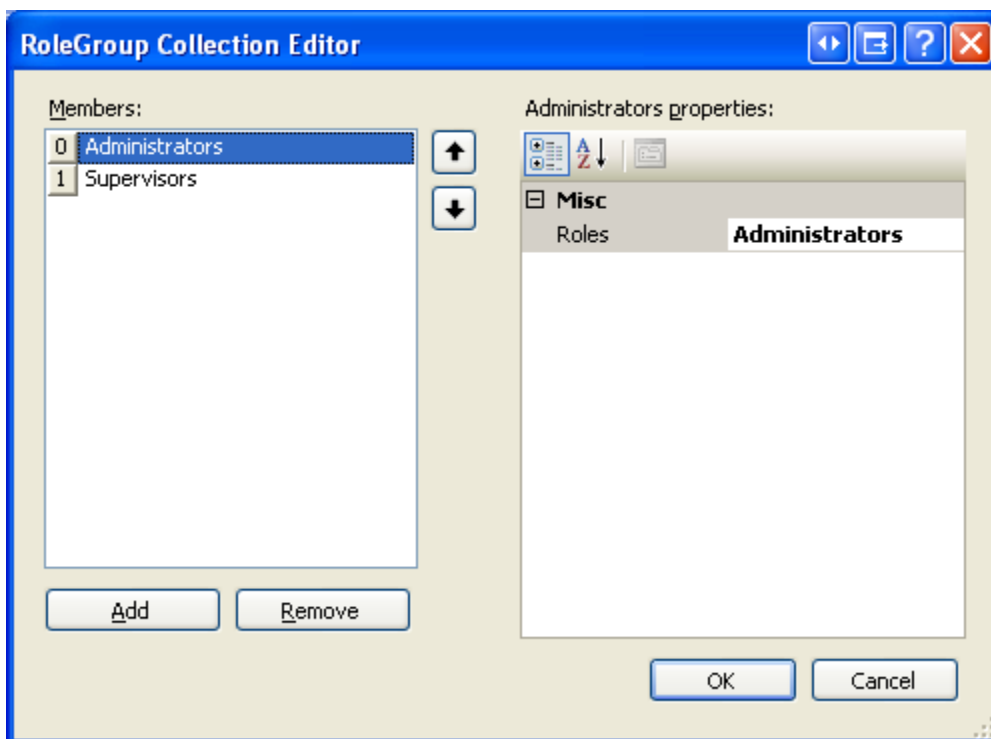 RoleGroup Collection Editor
?
Members:
0 Administrators
1 Supervisors
Add
Remove
Administrators properties:
A
Z
Misc
Roles Administrators
OK
Cancel